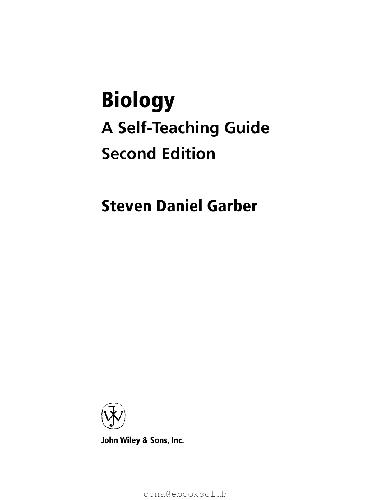 Biology
A Self-Teaching Guide
Second Edition
Steven Daniel Garber
John Wiley & Sons, Inc.